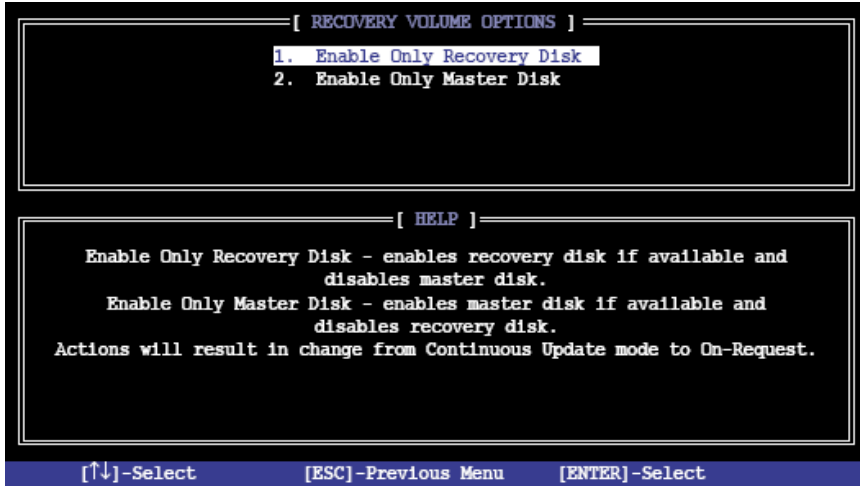 [ RECOVERY VOLUME OPTIONS ]
1. Enable Only Recovery Disk
2. Enable Only Master Disk
[ HELP ]
Enable Only Recovery Disk - enables recovery disk if available and
disables master disk.
Enable Only Master Disk - enables master disk if available and
disables recovery disk.
Actions will result in change from Continuous Update mode to On-Request.
[↑↓]-Select [ESC]-Previous Menu [ENTER]-Select